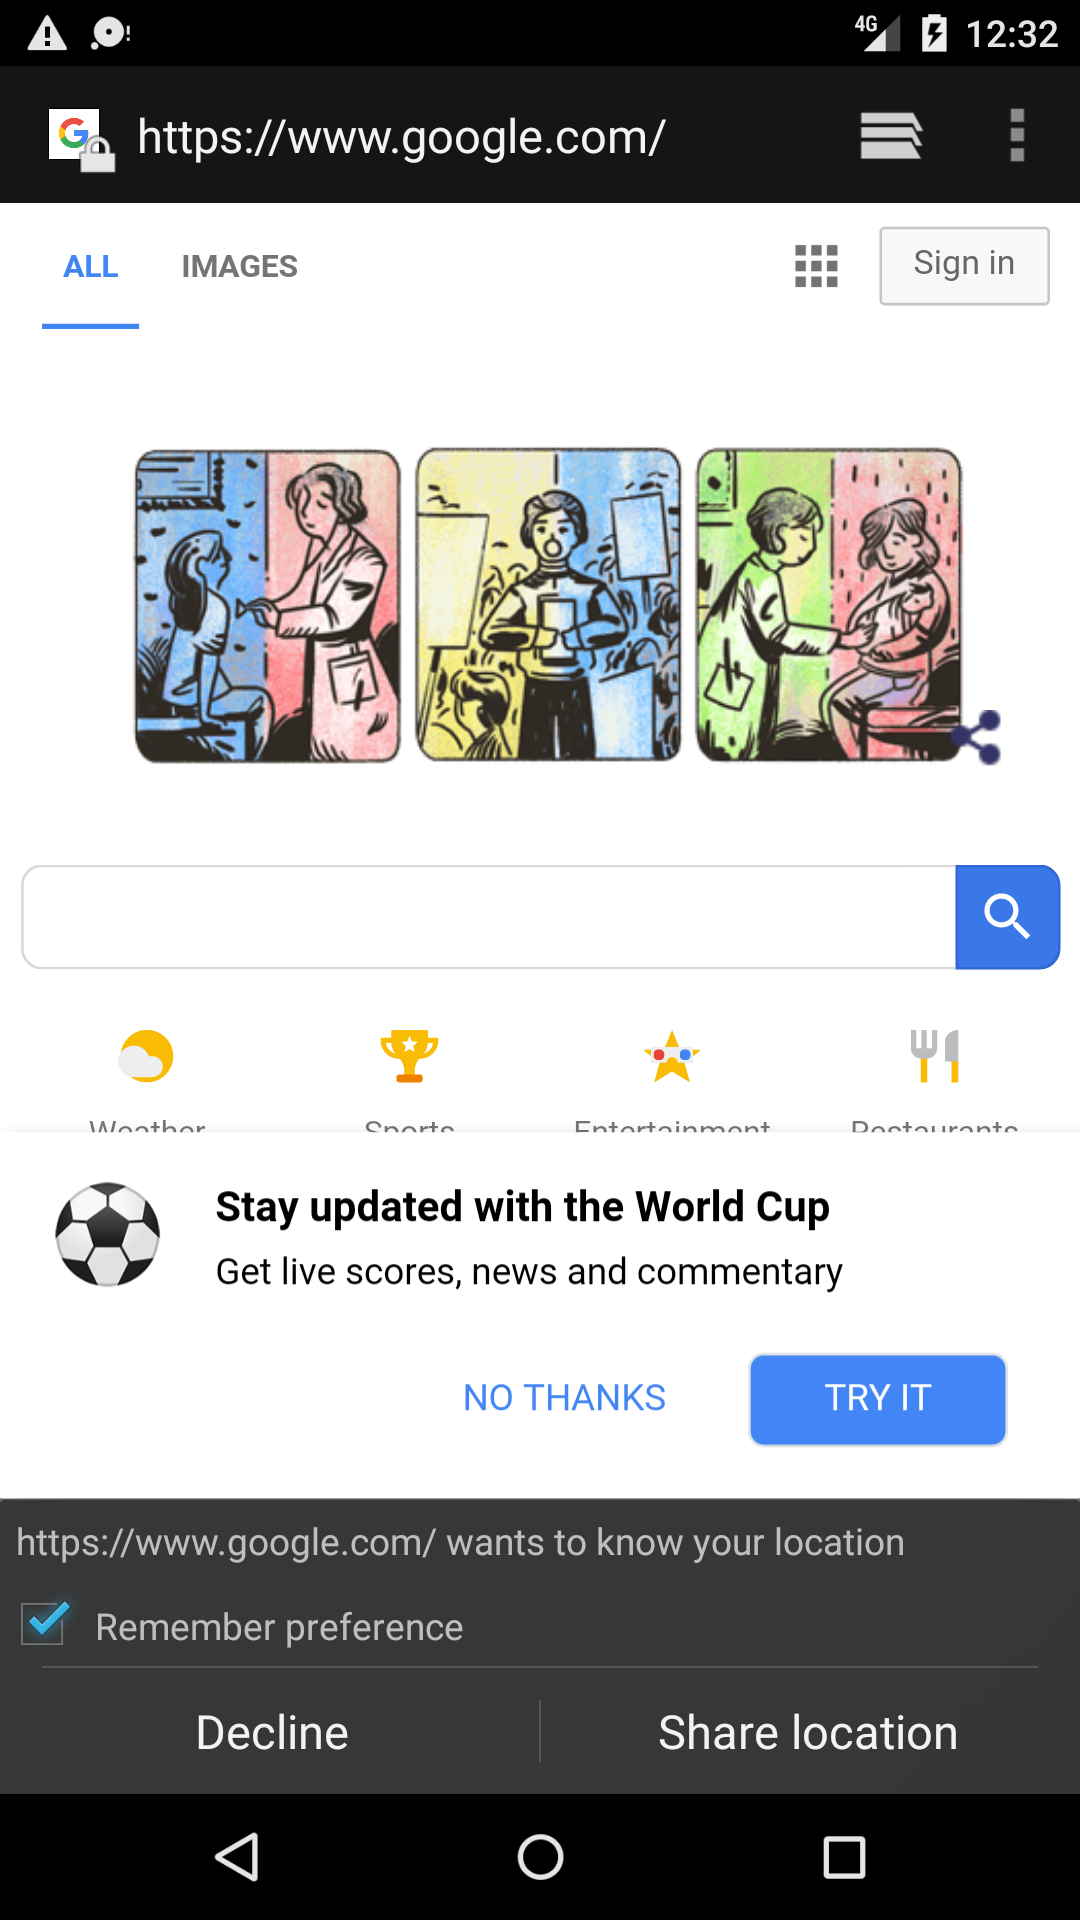 4G 12:32
https://www.google.com/
ALL IMAGES Sign in
Weather Sports Entertainment Restaurants
Stay updated with the World Cup
Get live scores, news and commentary
NO THANKS TRY IT
https://www.google.com/ wants to know your location
Remember preference
Decline Share location